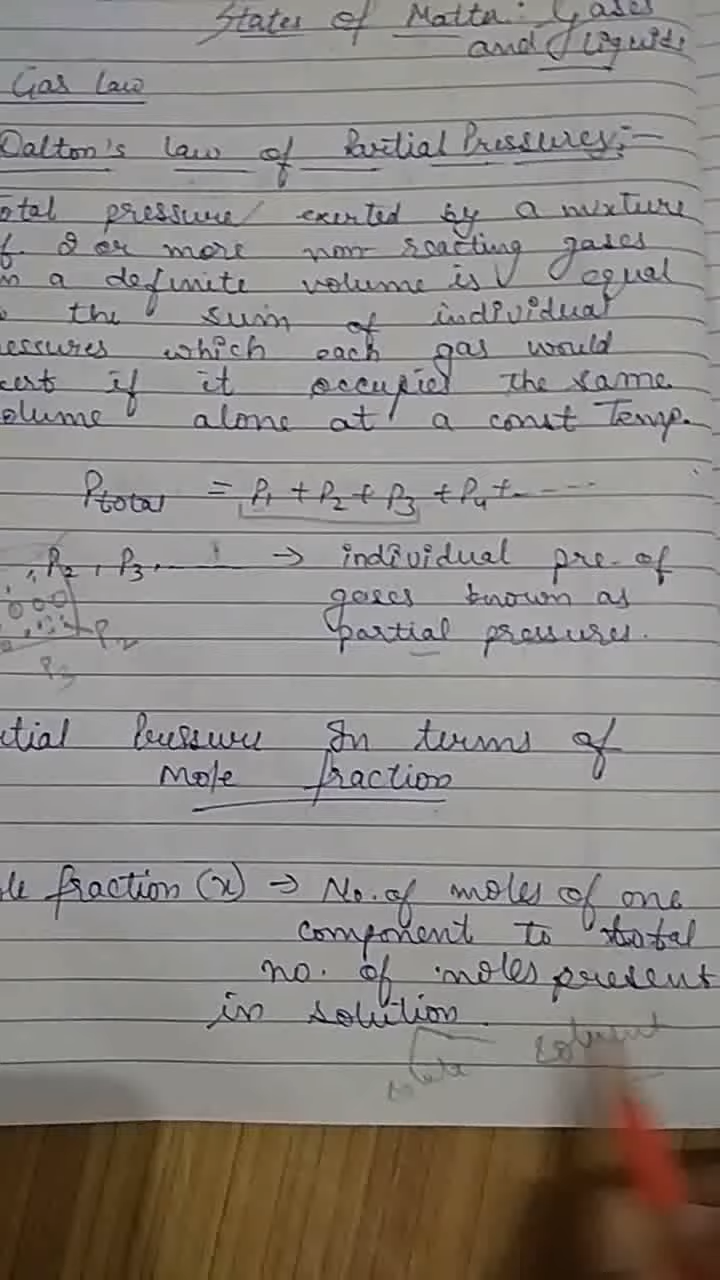 States of Matter: Gases
and Liquids
Gas law
Dalton's law of Partial Pressures:-
otal pressure exerted by a mixture
f 2 or more non reacting gases
n a definite volume is equal
the sum of individual
essures which each gas would
ert if it occupied the same
olume alone at a const Temp.
Ptotal = P1 + P2 + P3 + P4 + - - - -
, P2, P3, → individual pre. of
gases known as
partial pressures.
P2
P3
tial Pressure In terms of
Mole fraction
le fraction (x) → No. of moles of one
component to total
no. of moles present
in solution.
solvent